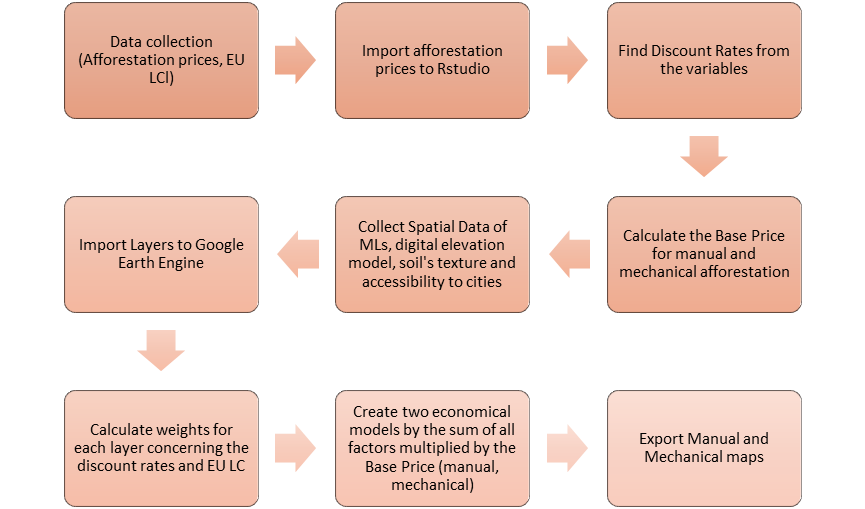 Data collection
(Afforestation prices, EU
LCl)
Import afforestation
prices to Rstudio
Find Discount Rates from
the variables
Calculate the Base Price
for manual and
mechanical afforestation
Collect Spatial Data of
MLs, digital elevation
model, soil's texture and
accessibility to cities
Import Layers to Google
Earth Engine
Calculate weights for
each layer concerning the
discount rates and EU LC
Create two economical
models by the sum of all
factors multiplied by the
Base Price (manual,
mechanical)
Export Manual and
Mechanical maps